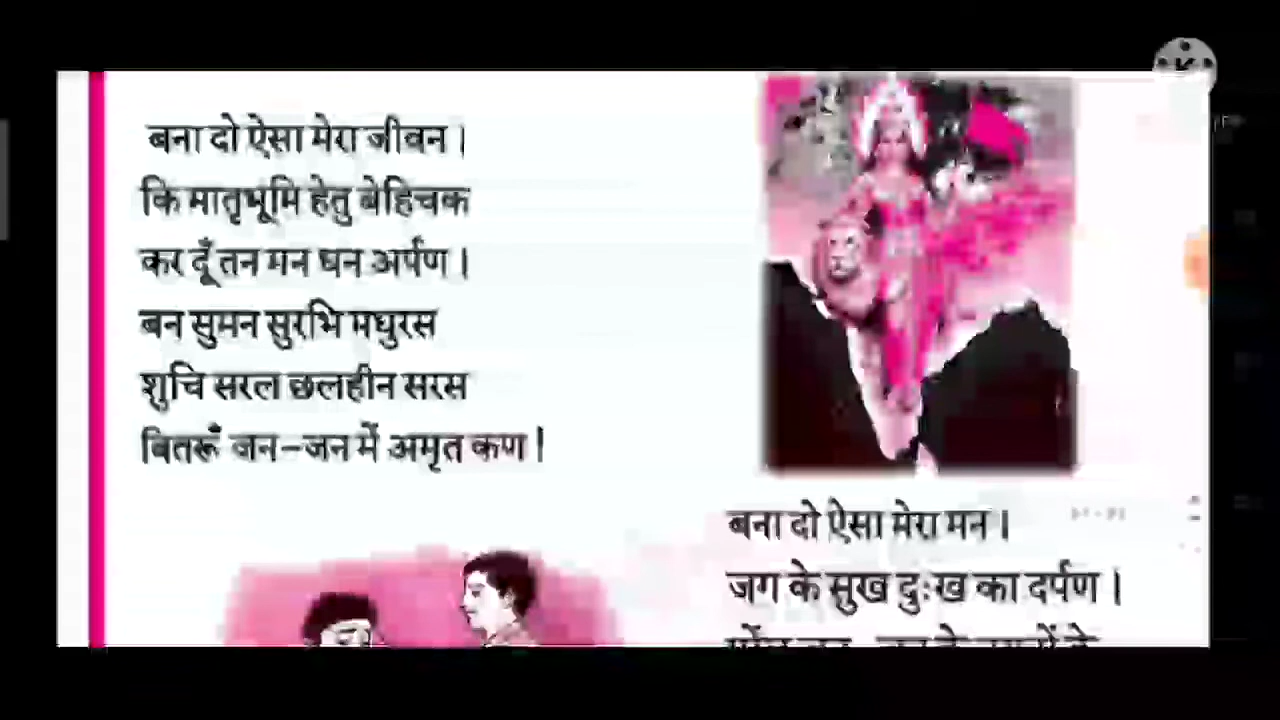 बना दो ऐसा मेरा जीवन ।
कि मातृभूमि हेतु बेहिचक
कर दूँ तन मन धन अर्पण ।
बन सुमन सुरभि मधुरस
शुचि सरल छलहीन सरस
बितरूँ जन-जन में अमृत कण ।
बना दो ऐसा मेरा मन ।
जग के सुख दुःख का दर्पण ।